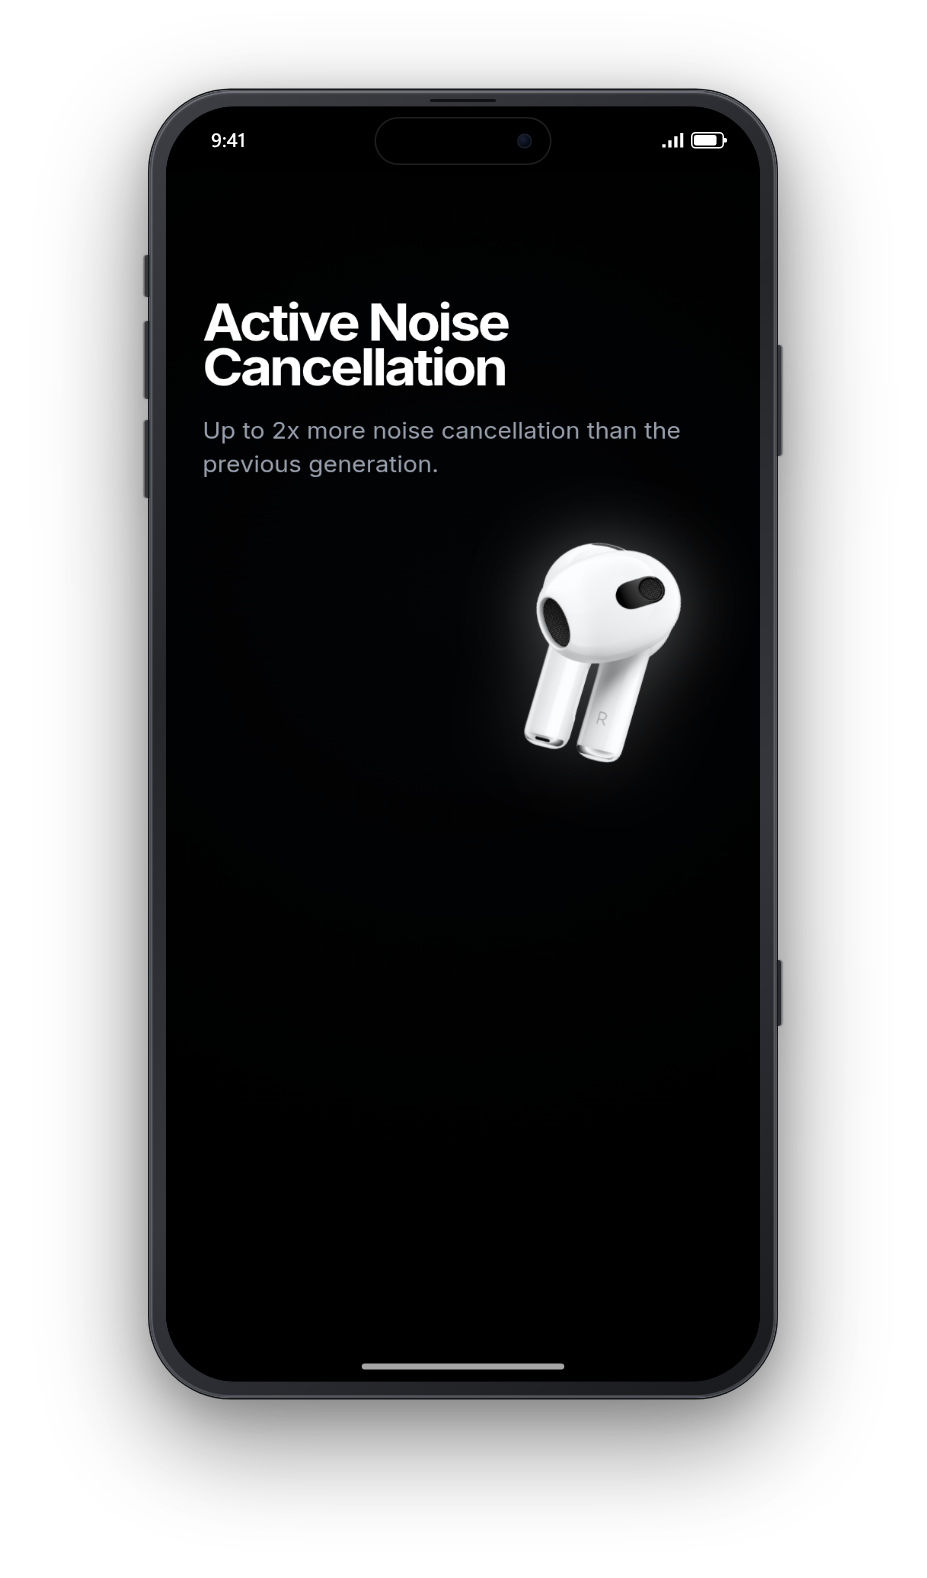 9:41
Active Noise
Cancellation
Up to 2x more noise cancellation than the
previous generation.
R